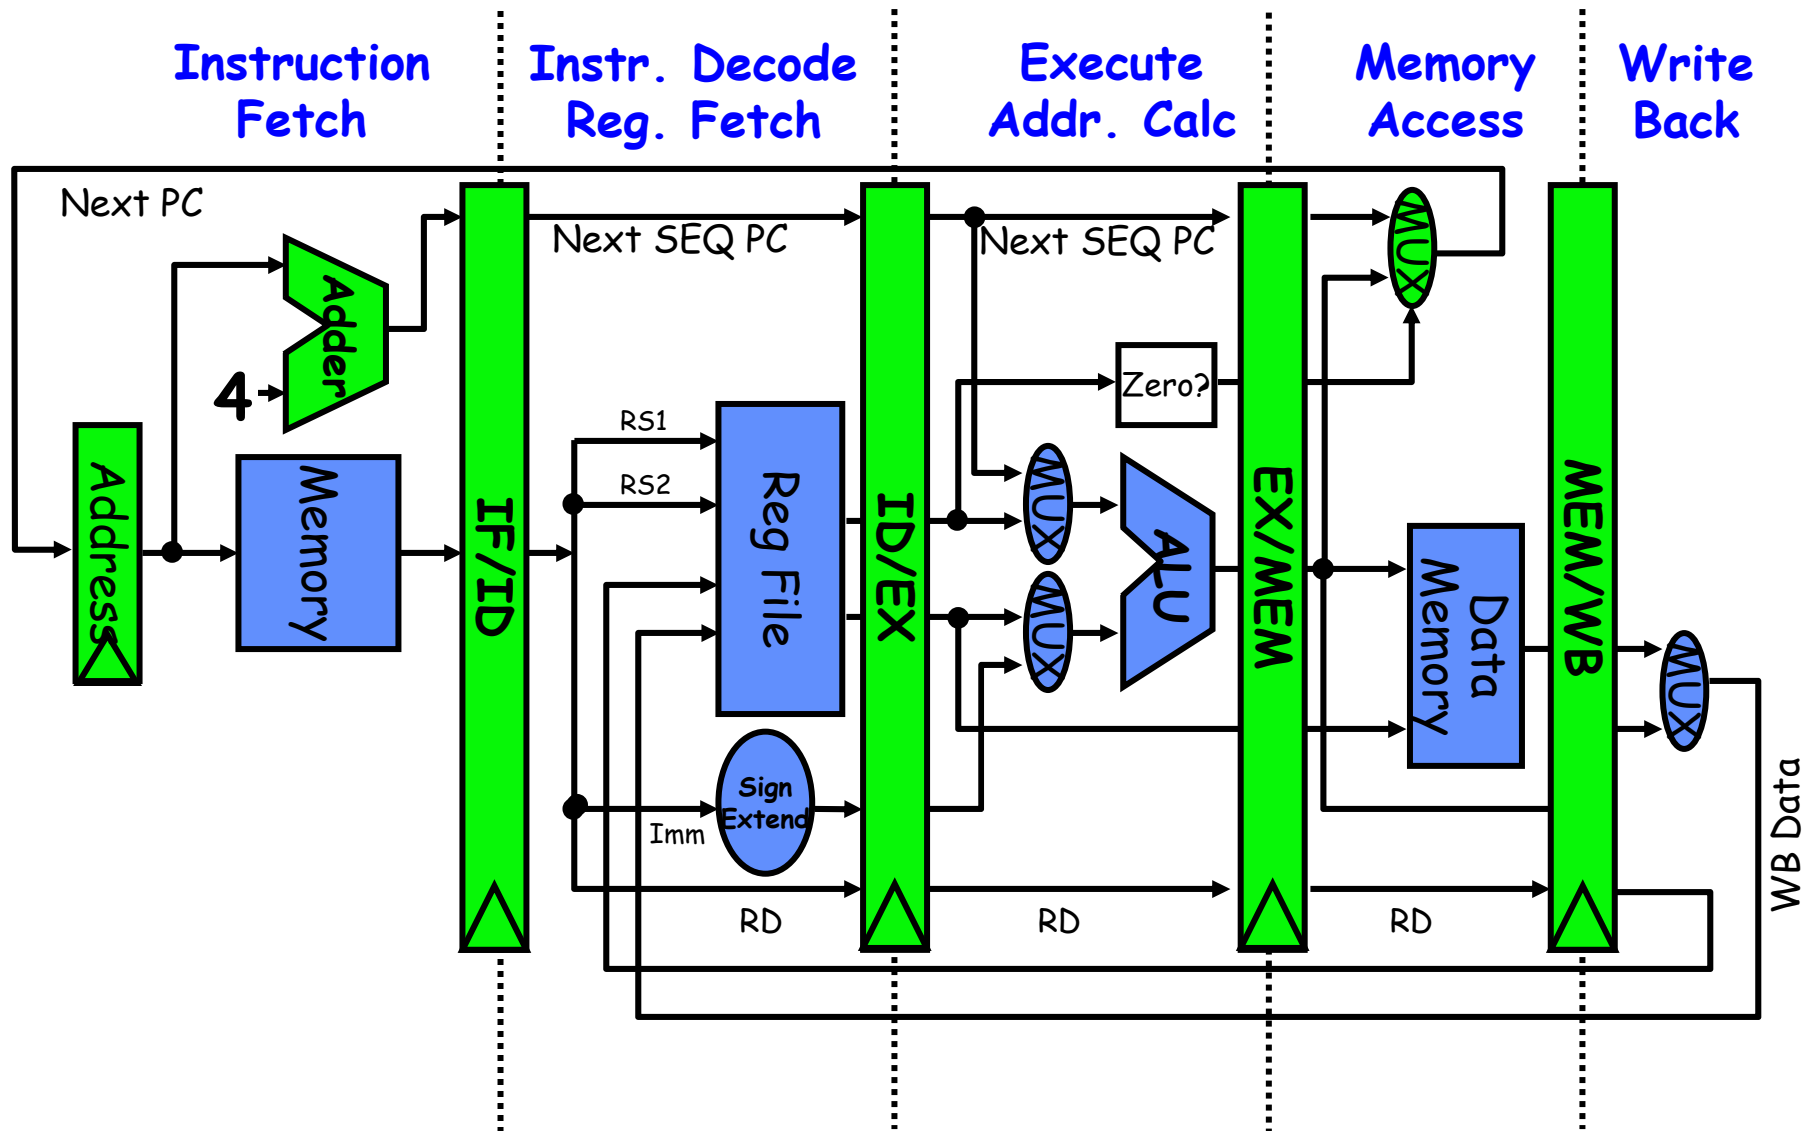 Instruction
Fetch
Instr. Decode
Reg. Fetch
Execute
Addr. Calc
Memory
Access
Write
Back
Next PC
Next SEQ PC
Next SEQ PC
MUX
Adder
4
Zero?
RS1
RS2
Address
Memory
IF/ID
Reg File
ID/EX
MUX
MUX
ALU
EX/MEM
Data
Memory
MEM/WB
MUX
Sign
Extend
Imm
WB Data
RD
RD
RD